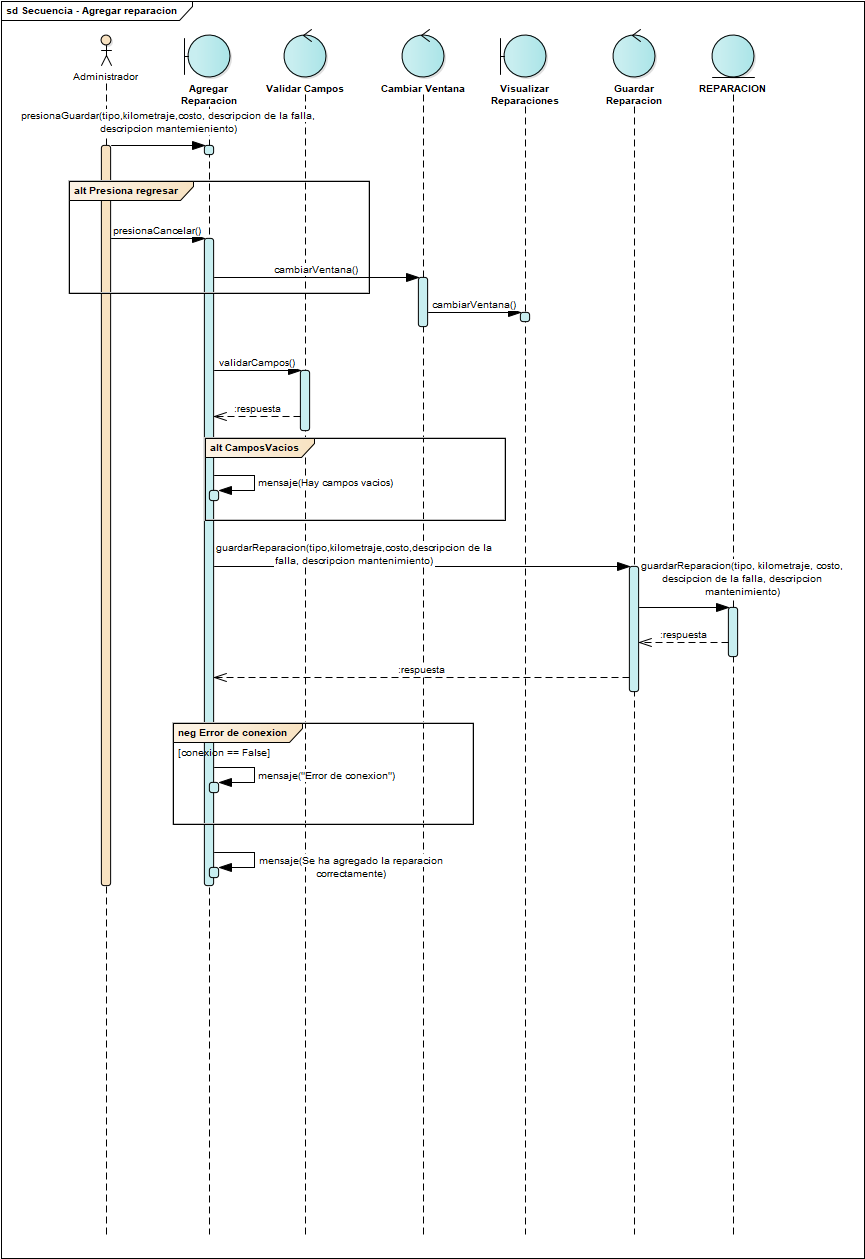 sd Secuencia - Agregar reparacion
Administrador
Agregar
Reparacion
Validar Campos
Cambiar Ventana
Visualizar
Reparaciones
Guardar
Reparacion
REPARACION
presionaGuardar(tipo,kilometraje,costo, descripcion de la falla,
descripcion mantemieniento)
alt Presiona regresar
presionaCancelar()
cambiarVentana()
cambiarVentana()
validarCampos()
:respuesta
alt CamposVacios
mensaje(Hay campos vacios)
guardarReparacion(tipo,kilometraje,costo,descripcion de la
falla, descripcion mantenimiento)
guardarReparacion(tipo, kilometraje, costo,
descipcion de la falla, descripcion
mantenimiento)
:respuesta
:respuesta
neg Error de conexion
[conexion == False]
mensaje("Error de conexion")
mensaje(Se ha agregado la reparacion
correctamente)